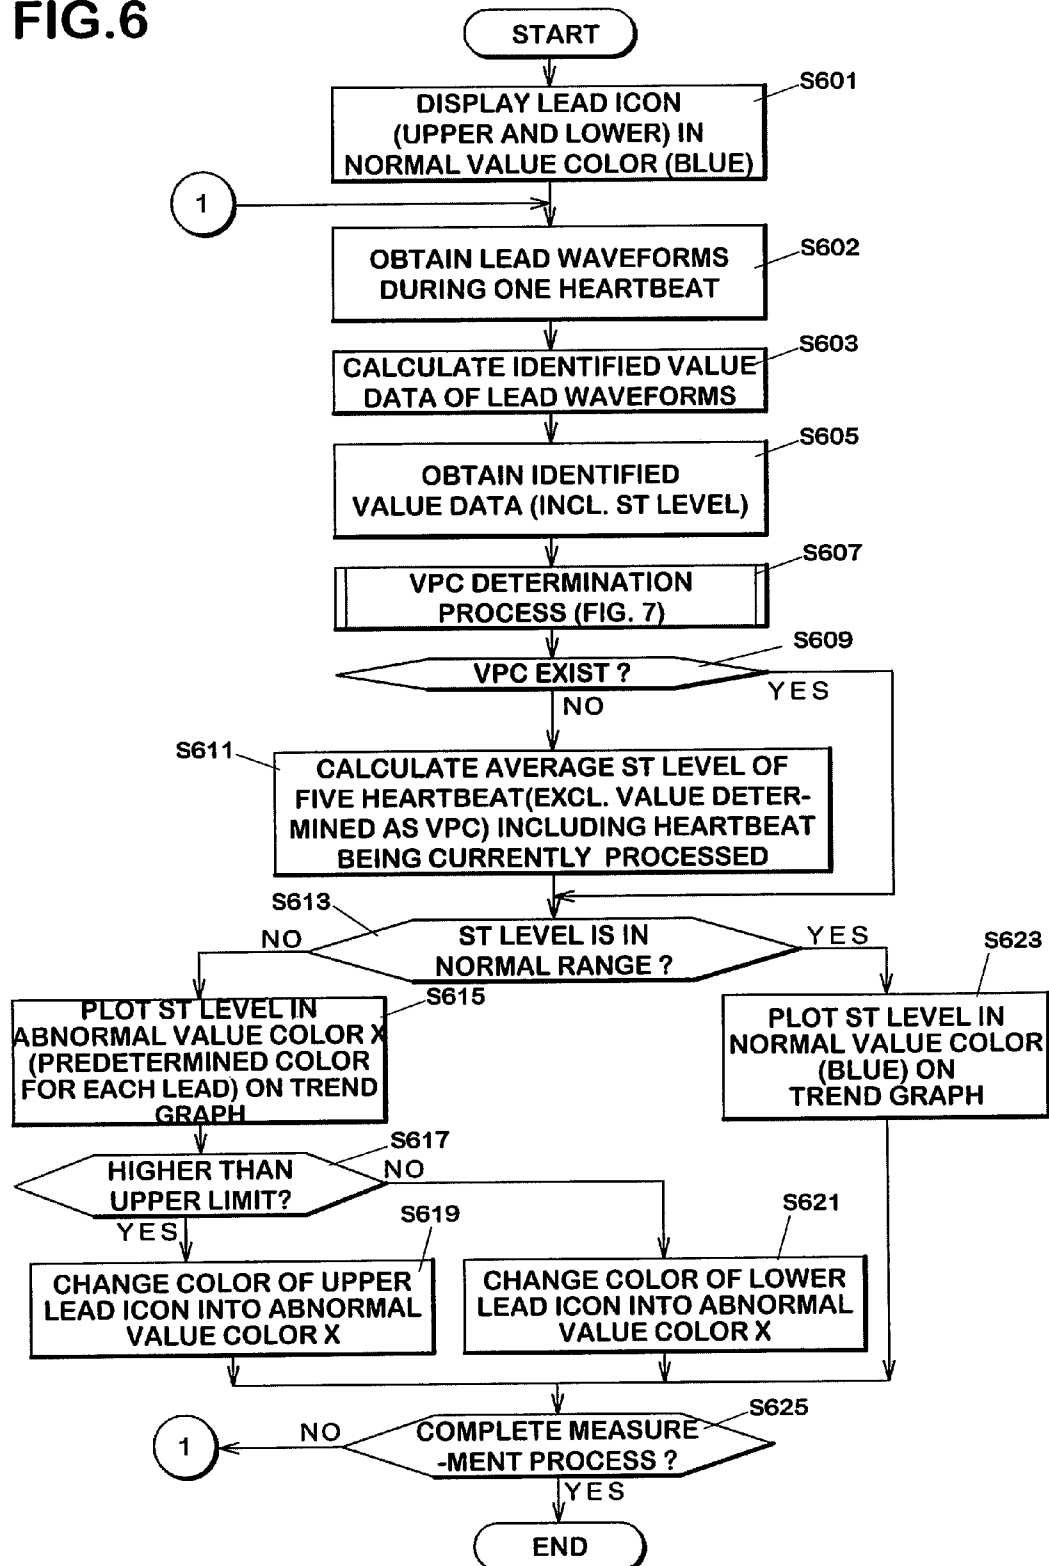 FIG.6
START
S601
DISPLAY LEAD ICON
(UPPER AND LOWER) IN
NORMAL VALUE COLOR (BLUE)
1
S602
OBTAIN LEAD WAVEFORMS
DURING ONE HEARTBEAT
S603
CALCULATE IDENTIFIED VALUE
DATA OF LEAD WAVEFORMS
S605
OBTAIN IDENTIFIED
VALUE DATA (INCL. ST LEVEL)
S607
VPC DETERMINATION
PROCESS (FIG. 7)
S609
VPC EXIST ?
YES
NO
S611
CALCULATE AVERAGE ST LEVEL OF
FIVE HEARTBEAT(EXCL. VALUE DETER-
MINED AS VPC) INCLUDING HEARTBEAT
BEING CURRENTLY PROCESSED
S613
NO
ST LEVEL IS IN
NORMAL RANGE ?
YES
S623
S615
PLOT ST LEVEL IN
ABNORMAL VALUE COLOR X
(PREDETERMINED COLOR
FOR EACH LEAD) ON TREND
GRAPH
PLOT ST LEVEL IN
NORMAL VALUE COLOR
(BLUE) ON
TREND GRAPH
S617
HIGHER THAN
UPPER LIMIT?
NO
YES
S619
S621
CHANGE COLOR OF UPPER
LEAD ICON INTO ABNORMAL
VALUE COLOR X
CHANGE COLOR OF LOWER
LEAD ICON INTO ABNORMAL
VALUE COLOR X
S625
1
NO
COMPLETE MEASURE
-MENT PROCESS ?
YES
END